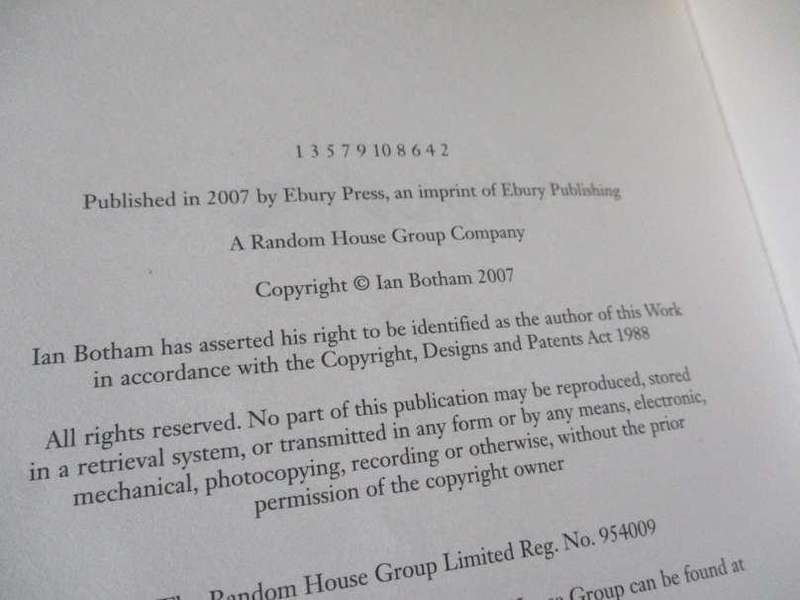 1 3 5 7 9 10 8 6 4 2
Published in 2007 by Ebury Press, an imprint of Ebury Publishing
A Random House Group Company
Copyright © Ian Botham 2007
Ian Botham has asserted his right to be identified as the author of this Work
in accordance with the Copyright, Designs and Patents Act 1988
All rights reserved. No part of this publication may be reproduced, stored
in a retrieval system, or transmitted in any form or by any means, electronic,
mechanical, photocopying, recording or otherwise, without the prior
permission of the copyright owner
The Random House Group Limited Reg. No. 954009
Group can be found at